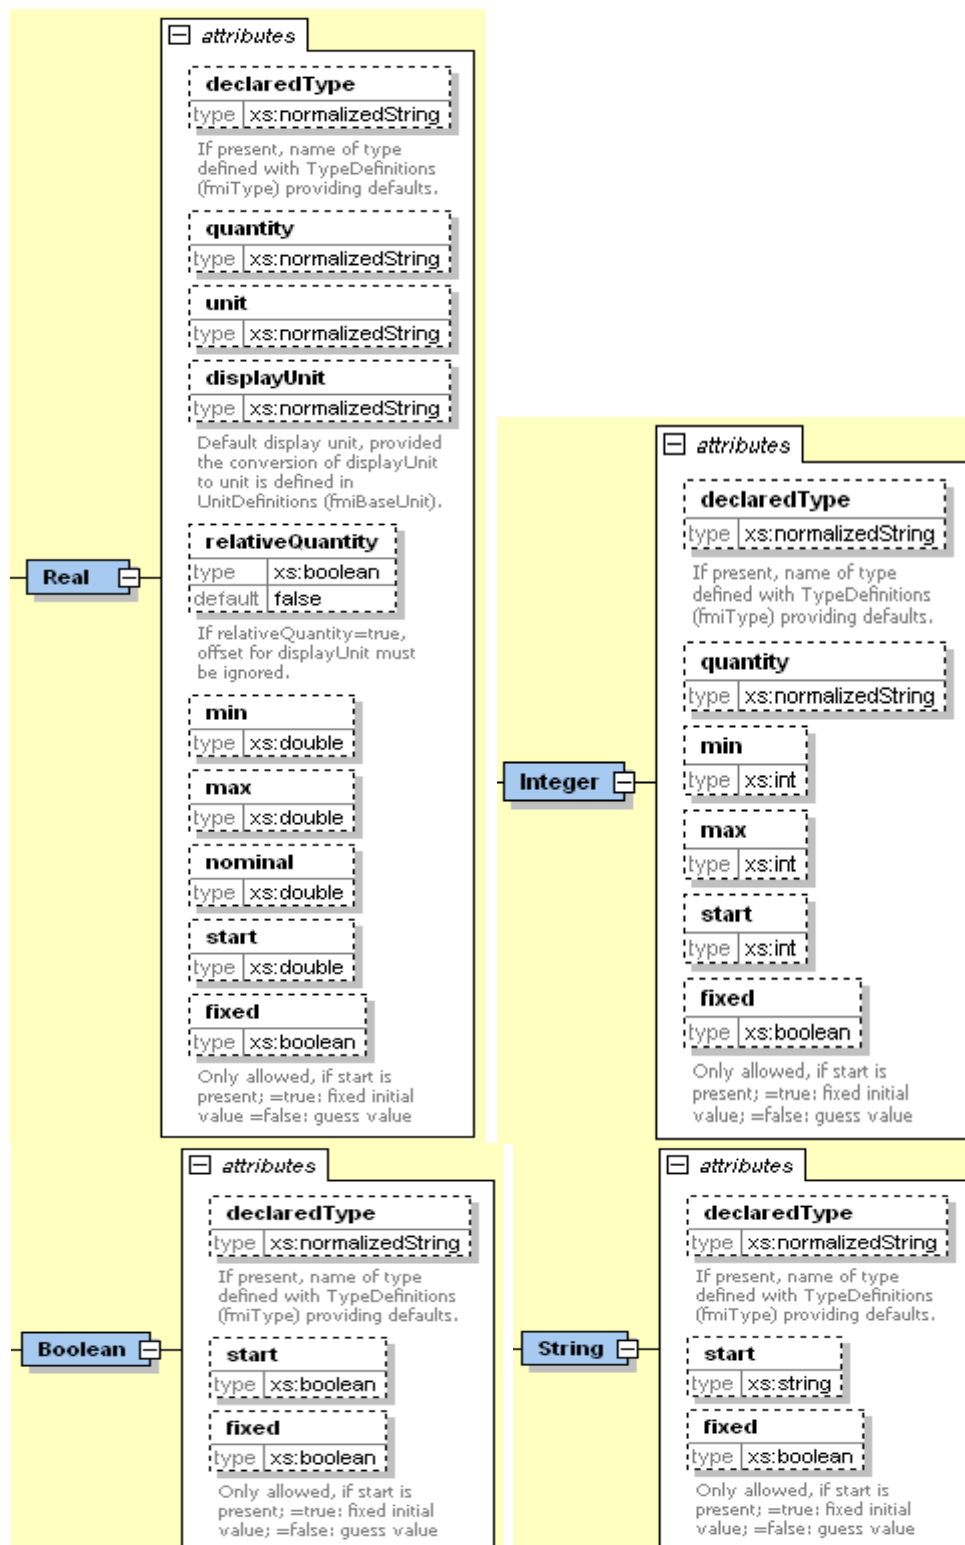 attributes
declaredType
type xs:normalizedString
If present, name of type
defined with TypeDefinitions
(fmiType) providing defaults.
quantity
type xs:normalizedString
unit
type xs:normalizedString
displayUnit
type xs:normalizedString
Default display unit, provided
the conversion of displayUnit
to unit is defined in
UnitDefinitions (fmiBaseUnit).
relativeQuantity
type xs:boolean
default false
If relativeQuantity=true,
offset for displayUnit must
be ignored.
min
type xs:double
max
type xs:double
nominal
type xs:double
start
type xs:double
fixed
type xs:boolean
Only allowed, if start is
present; =true: fixed initial
value =false: guess value
Real
attributes
declaredType
type xs:normalizedString
If present, name of type
defined with TypeDefinitions
(fmiType) providing defaults.
quantity
type xs:normalizedString
min
type xs:int
max
type xs:int
start
type xs:int
fixed
type xs:boolean
Only allowed, if start is
present; =true: fixed initial
value; =false: guess value
Integer
attributes
declaredType
type xs:normalizedString
If present, name of type
defined with TypeDefinitions
(fmiType) providing defaults.
start
type xs:boolean
fixed
type xs:boolean
Only allowed, if start is
present; =true: fixed initial
value; =false: guess value
Boolean
attributes
declaredType
type xs:normalizedString
If present, name of type
defined with TypeDefinitions
(fmiType) providing defaults.
start
type xs:string
fixed
type xs:boolean
Only allowed, if start is
present; =true: fixed initial
value; =false: guess value
String